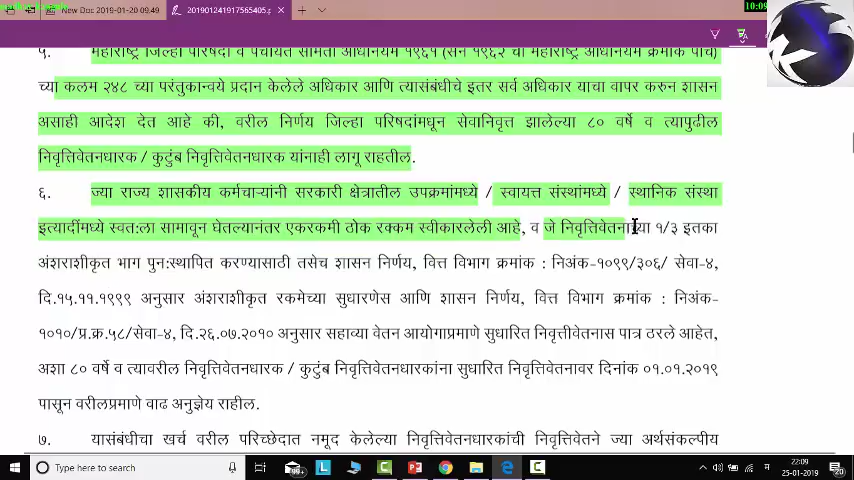 New Doc 2019-01-20 09.49
201901241917565405.p
10:09
५. महाराष्ट्र जिल्हा परिषदा व पंचायत समिती अधिनियम १९६१ (सन १९६२ चा महाराष्ट्र अधिनियम क्रमांक पाच)
च्या कलम २४८ च्या परंतुकान्वये प्रदान केलेले अधिकार आणि त्यासंबंधीचे इतर सर्व अधिकार याचा वापर करुन शासन
असाही आदेश देत आहे की, वरील निर्णय जिल्हा परिषदांमधून सेवानिवृत्त झालेल्या ८० वर्षे व त्यापुढील
निवृत्तिवेतनधारक / कुटुंब निवृत्तिवेतनधारक यांनाही लागू राहतील.
६. ज्या राज्य शासकीय कर्मचाऱ्यांनी सरकारी क्षेत्रातील उपक्रमांमध्ये / स्वायत्त संस्थांमध्ये / स्थानिक संस्था
इत्यादींमध्ये स्वत:ला सामावून घेतल्यानंतर एकरकमी ठोक रक्कम स्वीकारलेली आहे, व जे निवृत्तिवेतनाच्या १/३ इतका
अंशराशीकृत भाग पुन:स्थापित करण्यासाठी तसेच शासन निर्णय, वित्त विभाग क्रमांक : निअंक-१०९९/३०६/ सेवा-४,
दि.१५.११.१९९९ अनुसार अंशराशीकृत रकमेच्या सुधारणेस आणि शासन निर्णय, वित्त विभाग क्रमांक : निअंक-
१०१०/प्र.क्र.५८/सेवा-४, दि.२६.०७.२०१० अनुसार सहाव्या वेतन आयोगाप्रमाणे सुधारित निवृत्तीवेतनास पात्र ठरले आहेत,
अशा ८० वर्षे व त्यावरील निवृत्तिवेतनधारक / कुटुंब निवृत्तिवेतनधारकांना सुधारित निवृत्तिवेतनावर दिनांक ०१.०१.२०१९
पासून वरीलप्रमाणे वाढ अनुज्ञेय राहील.
७. यासंबंधीचा खर्च वरील परिच्छेदात नमूद केलेल्या निवृत्तिवेतनधारकांची निवृत्तिवेतने ज्या अर्थसंकल्पीय
Type here to search
99+
L
म
22:09
25-01-2019
20